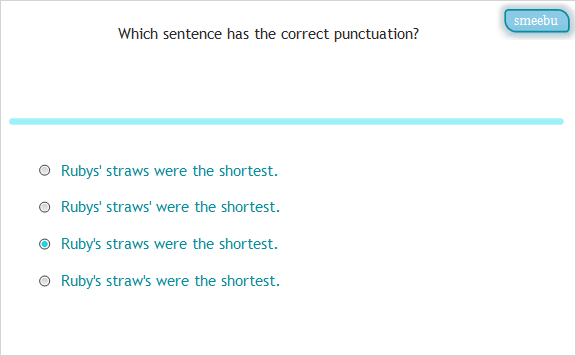 smeebu
Which sentence has the correct punctuation?
Rubys' straws were the shortest.
Rubys' straws' were the shortest.
Ruby's straws were the shortest.
Ruby's straw's were the shortest.